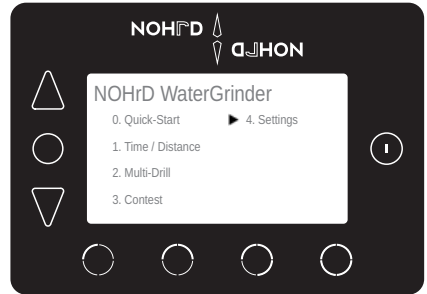 NOHrD
NOHrD
NOHrD WaterGrinder
0. Quick-Start
4. Settings
1. Time / Distance
2. Multi-Drill
3. Contest